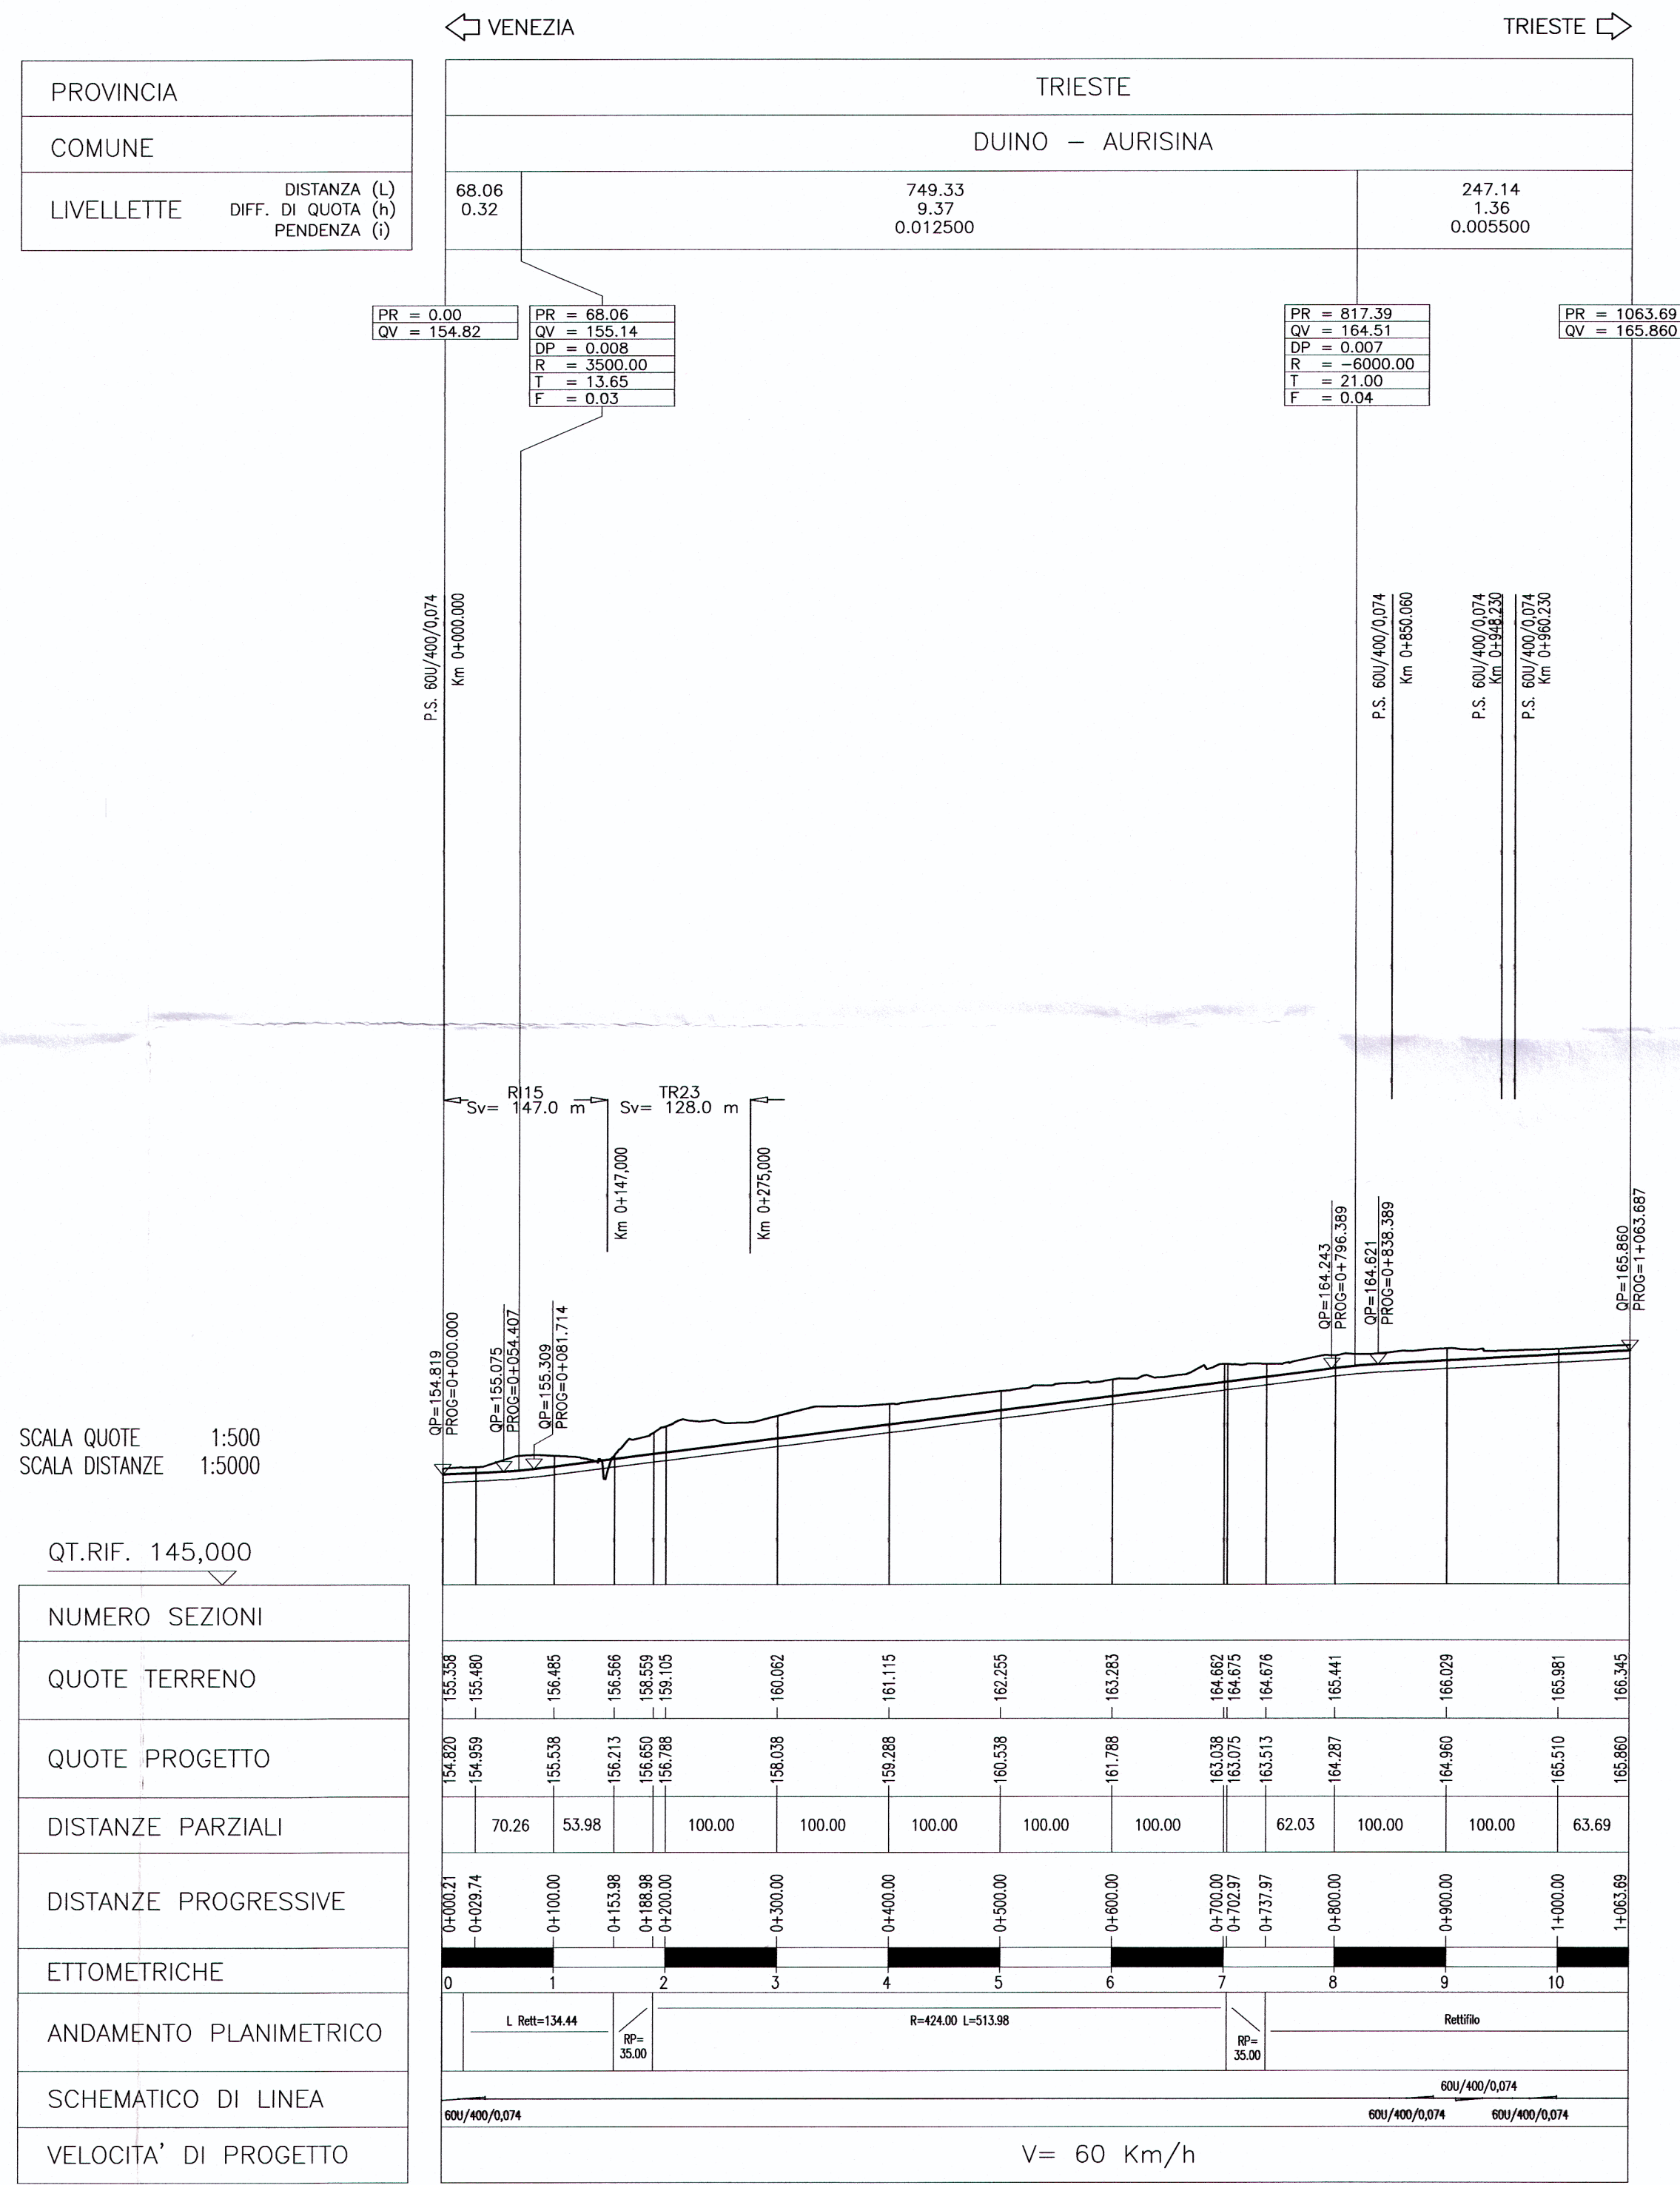 VENEZIA
TRIESTE
PROVINCIA
TRIESTE
COMUNE
DUINO – AURISINA
LIVELLETTE
DISTANZA (L)
DIFF. DI QUOTA (h)
PENDENZA (i)
68.06
0.32
749.33
9.37
0.012500
247.14
1.36
0.005500
PR = 0.00
QV = 154.82
PR = 68.06
QV = 155.14
DP = 0.008
R = 3500.00
T = 13.65
F = 0.03
PR = 817.39
QV = 164.51
DP = 0.007
R = -6000.00
T = 21.00
F = 0.04
PR = 1063.69
QV = 165.860
P.S. 60U/400/0,074
Km 0+000.000
P.S. 60U/400/0,074
Km 0+850.060
P.S. 60U/400/0,074
Km 0+948.230
P.S. 60U/400/0,074
Km 0+960.230
RI15
Sv= 147.0 m
TR23
Sv= 128.0 m
Km 0+147,000
Km 0+275,000
QP=154.819
PROG=0+000.000
QP=155.075
PROG=0+054.407
QP=155.309
PROG=0+081.714
QP=164.243
PROG=0+796.389
QP=164.621
PROG=0+838.389
QP=165.860
PROG=1+063.687
SCALA QUOTE 1:500
SCALA DISTANZE 1:5000
QT.RIF. 145,000
NUMERO SEZIONI
QUOTE TERRENO
155.358
155.480
156.485
156.566
158.559
159.105
160.062
161.115
162.255
163.283
164.662
164.675
164.676
165.441
166.029
165.981
166.345
QUOTE PROGETTO
154.820
154.959
155.538
156.213
156.650
156.788
158.038
159.288
160.538
161.788
163.038
163.075
163.513
164.287
164.960
165.510
165.860
DISTANZE PARZIALI
70.26
53.98
100.00
100.00
100.00
100.00
100.00
62.03
100.00
100.00
63.69
DISTANZE PROGRESSIVE
0+000.21
0+029.74
0+100.00
0+153.98
0+188.98
0+200.00
0+300.00
0+400.00
0+500.00
0+600.00
0+700.00
0+702.97
0+737.97
0+800.00
0+900.00
1+000.00
1+063.69
ETTOMETRICHE
0 1 2 3 4 5 6 7 8 9 10
ANDAMENTO PLANIMETRICO
L Rett=134.44
RP=
35.00
R=424.00 L=513.98
RP=
35.00
Rettifilo
SCHEMATICO DI LINEA
60U/400/0,074
60U/400/0,074
60U/400/0,074
60U/400/0,074
VELOCITA' DI PROGETTO
V= 60 Km/h